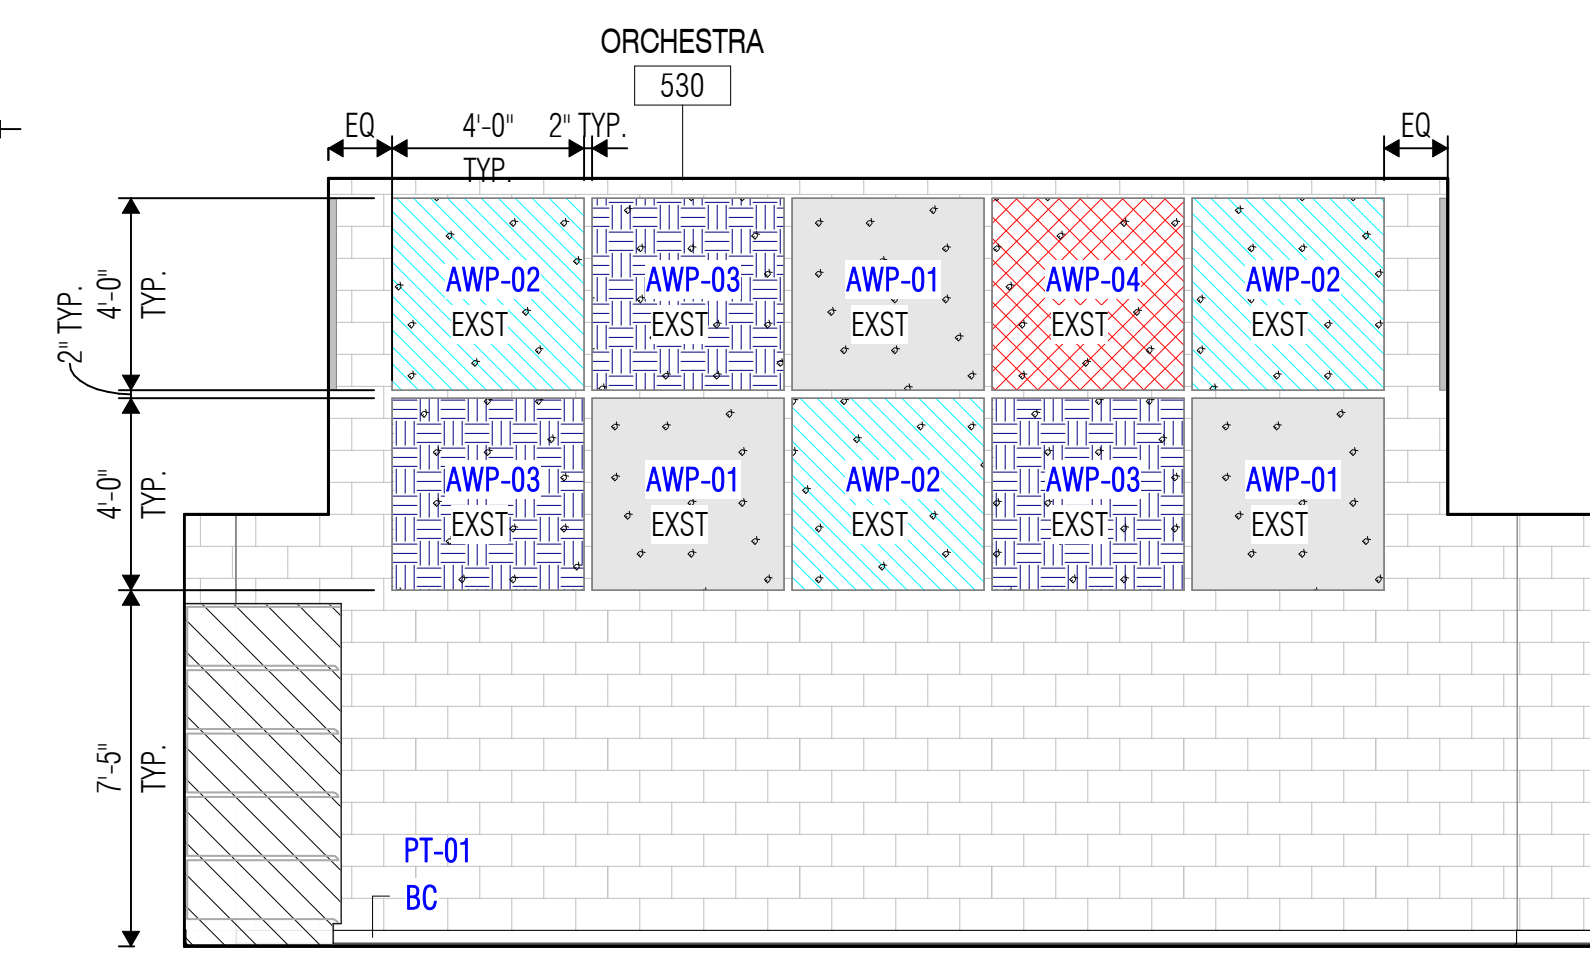 ORCHESTRA
530
EQ
4'-0"
TYP.
2" TYP.
EQ
4'-0"
TYP.
2" TYP.
AWP-02
EXST
AWP-03
EXST
AWP-01
EXST
AWP-04
EXST
AWP-02
EXST
4'-0"
TYP.
AWP-03
EXST
AWP-01
EXST
AWP-02
EXST
AWP-03
EXST
AWP-01
EXST
7'-5"
TYP.
PT-01
BC